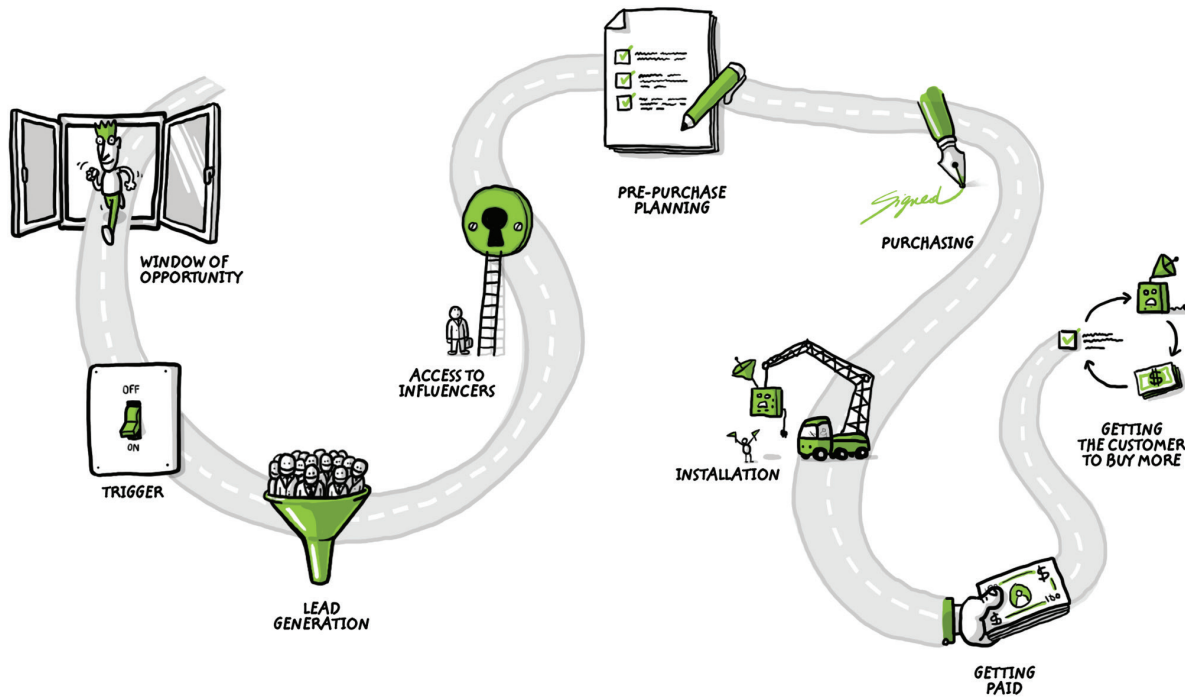 WINDOW OF
OPPORTUNITY
OFF
ON
TRIGGER
LEAD
GENERATION
ACCESS TO
INFLUENCERS
PRE-PURCHASE
PLANNING
Signed
PURCHASING
INSTALLATION
$
100
$
GETTING
PAID
$
GETTING
THE CUSTOMER
TO BUY MORE